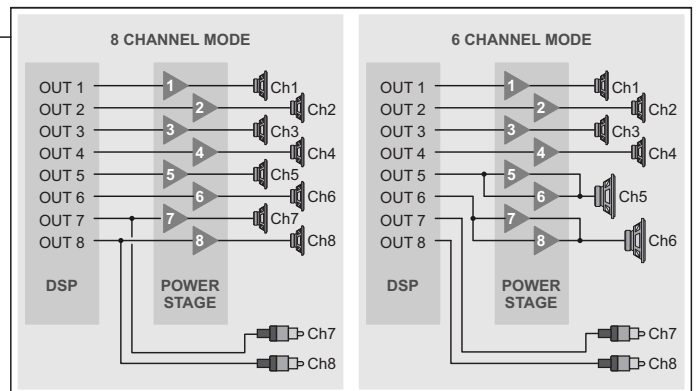 8 CHANNEL MODE
OUT 1
OUT 2
OUT 3
OUT 4
OUT 5
OUT 6
OUT 7
OUT 8
DSP
1
2
3
4
5
6
7
8
POWER
STAGE
Ch1
Ch2
Ch3
Ch4
Ch5
Ch6
Ch7
Ch8
Ch7
Ch8
6 CHANNEL MODE
OUT 1
OUT 2
OUT 3
OUT 4
OUT 5
OUT 6
OUT 7
OUT 8
DSP
1
2
3
4
5
6
7
8
POWER
STAGE
Ch1
Ch2
Ch3
Ch4
Ch5
Ch6
Ch7
Ch8